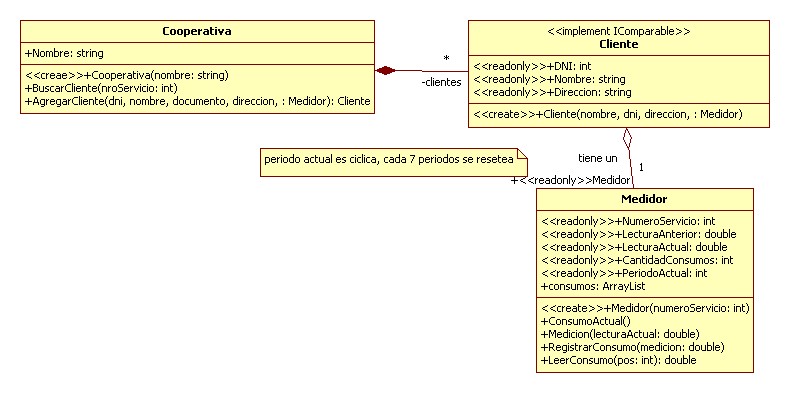 Cooperativa
+Nombre: string
<<creae>>+Cooperativa(nombre: string)
+BuscarCliente(nroServicio: int)
+AgregarCliente(dni, nombre, documento, direccion, : Medidor): Cliente
*
-clientes
<<implement IComparable>>
Cliente
<<readonly>>+DNI: int
<<readonly>>+Nombre: string
<<readonly>>+Direccion: string
<<create>>+Cliente(nombre, dni, direccion, : Medidor)
periodo actual es ciclica, cada 7 periodos se resetea
tiene un
1
+<<readonly>>Medidor
Medidor
<<readonly>>+NumeroServicio: int
<<readonly>>+LecturaAnterior: double
<<readonly>>+LecturaActual: double
<<readonly>>+CantidadConsumos: int
<<readonly>>+PeriodoActual: int
+consumos: ArrayList
<<create>>+Medidor(numeroServicio: int)
+ConsumoActual()
+Medicion(lecturaActual: double)
+RegistrarConsumo(medicion: double)
+LeerConsumo(pos: int): double